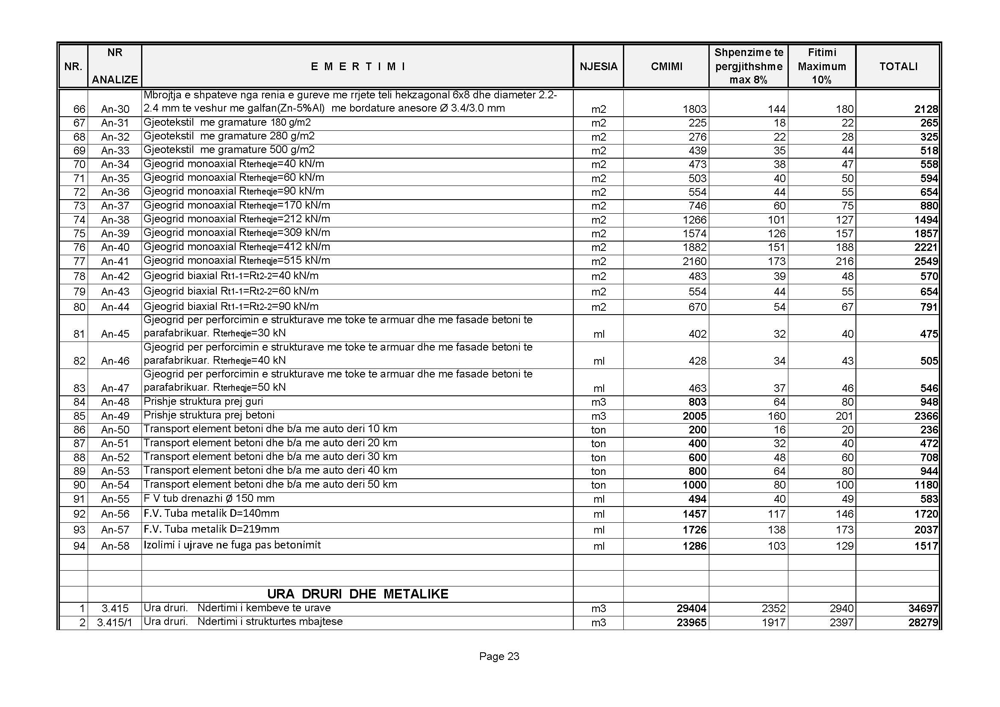 NR. NR ANALIZE E M E R T I M I NJESIA CMIMI Shpenzime te pergjithshme max 8% Fitimi Maximum 10% TOTALI
Mbrojtja e shpateve nga renia e gureve me rrjete teli hekzagonal 6x8 dhe diameter 2.2-
66 An-30 2.4 mm te veshur me galfan(Zn-5%Al) me bordature anesore Ø 3.4/3.0 mm m2 1803 144 180 2128
67 An-31 Gjeotekstil me gramature 180 g/m2 m2 225 18 22 265
68 An-32 Gjeotekstil me gramature 280 g/m2 m2 276 22 28 325
69 An-33 Gjeotekstil me gramature 500 g/m2 m2 439 35 44 518
70 An-34 Gjeogrid monoaxial Rterheqje=40 kN/m m2 473 38 47 558
71 An-35 Gjeogrid monoaxial Rterheqje=60 kN/m m2 503 40 50 594
72 An-36 Gjeogrid monoaxial Rterheqje=90 kN/m m2 554 44 55 654
73 An-37 Gjeogrid monoaxial Rterheqje=170 kN/m m2 746 60 75 880
74 An-38 Gjeogrid monoaxial Rterheqje=212 kN/m m2 1266 101 127 1494
75 An-39 Gjeogrid monoaxial Rterheqje=309 kN/m m2 1574 126 157 1857
76 An-40 Gjeogrid monoaxial Rterheqje=412 kN/m m2 1882 151 188 2221
77 An-41 Gjeogrid monoaxial Rterheqje=515 kN/m m2 2160 173 216 2549
78 An-42 Gjeogrid biaxial Rt1-1=Rt2-2=40 kN/m m2 483 39 48 570
79 An-43 Gjeogrid biaxial Rt1-1=Rt2-2=60 kN/m m2 554 44 55 654
80 An-44 Gjeogrid biaxial Rt1-1=Rt2-2=90 kN/m m2 670 54 67 791
Gjeogrid per perforcimin e strukturave me toke te armuar dhe me fasade betoni te
81 An-45 parafabrikuar. Rterheqje=30 kN ml 402 32 40 475
Gjeogrid per perforcimin e strukturave me toke te armuar dhe me fasade betoni te
82 An-46 parafabrikuar. Rterheqje=40 kN ml 428 34 43 505
Gjeogrid per perforcimin e strukturave me toke te armuar dhe me fasade betoni te
83 An-47 parafabrikuar. Rterheqje=50 kN ml 463 37 46 546
84 An-48 Prishje struktura prej guri m3 803 64 80 948
85 An-49 Prishje struktura prej betoni m3 2005 160 201 2366
86 An-50 Transport element betoni dhe b/a me auto deri 10 km ton 200 16 20 236
87 An-51 Transport element betoni dhe b/a me auto deri 20 km ton 400 32 40 472
88 An-52 Transport element betoni dhe b/a me auto deri 30 km ton 600 48 60 708
89 An-53 Transport element betoni dhe b/a me auto deri 40 km ton 800 64 80 944
90 An-54 Transport element betoni dhe b/a me auto deri 50 km ton 1000 80 100 1180
91 An-55 F V tub drenazhi Ø 150 mm ml 494 40 49 583
92 An-56 F.V. Tuba metalik D=140mm ml 1457 117 146 1720
93 An-57 F.V. Tuba metalik D=219mm ml 1726 138 173 2037
94 An-58 Izolimi i ujrave ne fuga pas betonimit ml 1286 103 129 1517
URA DRURI DHE METALIKE
1 3.415 Ura druri. Ndertimi i kembeve te urave m3 29404 2352 2940 34697
2 3.415/1 Ura druri. Ndertimi i strukturtes mbajtese m3 23965 1917 2397 28279
Page 23